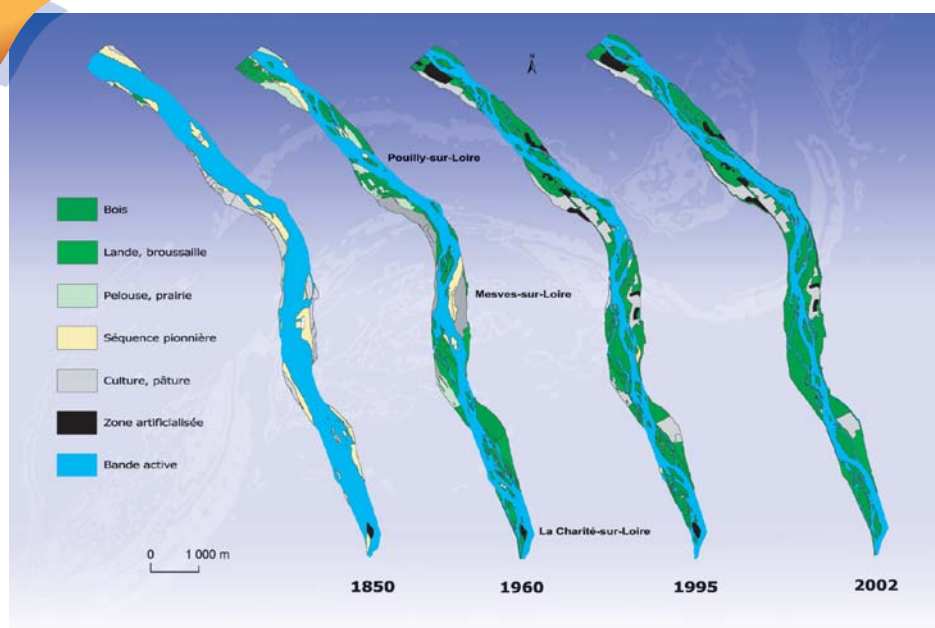 N
Pouilly-sur-Loire
Bois
Lande, broussaille
Pelouse, prairie
Mesves-sur-Loire
Séquence pionnière
Culture, pâture
Zone artificialisée
Bande active
La Charité-sur-Loire
0 1 000 m
1850 1960 1995 2002